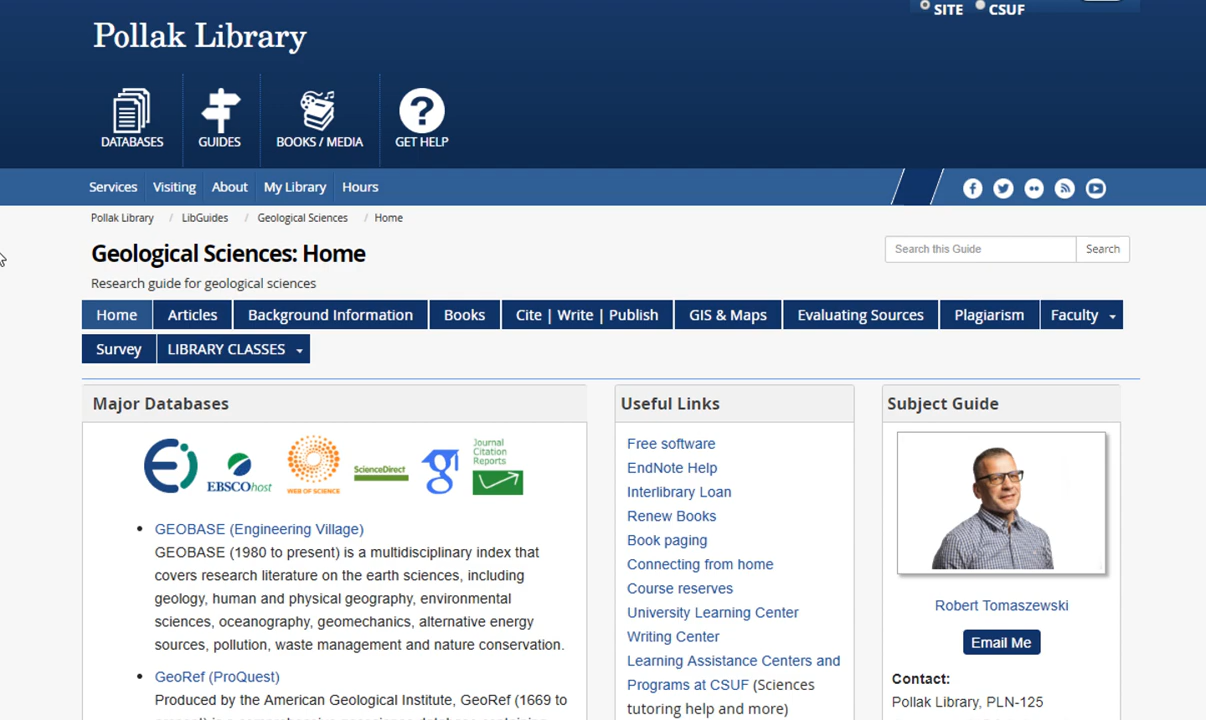 SITE CSUF
Pollak Library
DATABASES GUIDES BOOKS / MEDIA GET HELP
Services Visiting About My Library Hours
Pollak Library / LibGuides / Geological Sciences / Home
Geological Sciences: Home
Search this Guide Search
Research guide for geological sciences
Home Articles Background Information Books Cite | Write | Publish GIS & Maps Evaluating Sources Plagiarism Faculty
Survey LIBRARY CLASSES
Major Databases
Ei
EBSCOhost
WEB OF SCIENCE
ScienceDirect
g
Journal
Citation
Reports
• GEOBASE (Engineering Village)
GEOBASE (1980 to present) is a multidisciplinary index that
covers research literature on the earth sciences, including
geology, human and physical geography, environmental
sciences, oceanography, geomechanics, alternative energy
sources, pollution, waste management and nature conservation.
• GeoRef (ProQuest)
Produced by the American Geological Institute, GeoRef (1669 to
Useful Links
Free software
EndNote Help
Interlibrary Loan
Renew Books
Book paging
Connecting from home
Course reserves
University Learning Center
Writing Center
Learning Assistance Centers and
Programs at CSUF (Sciences
tutoring help and more)
Subject Guide
Robert Tomaszewski
Email Me
Contact:
Pollak Library, PLN-125